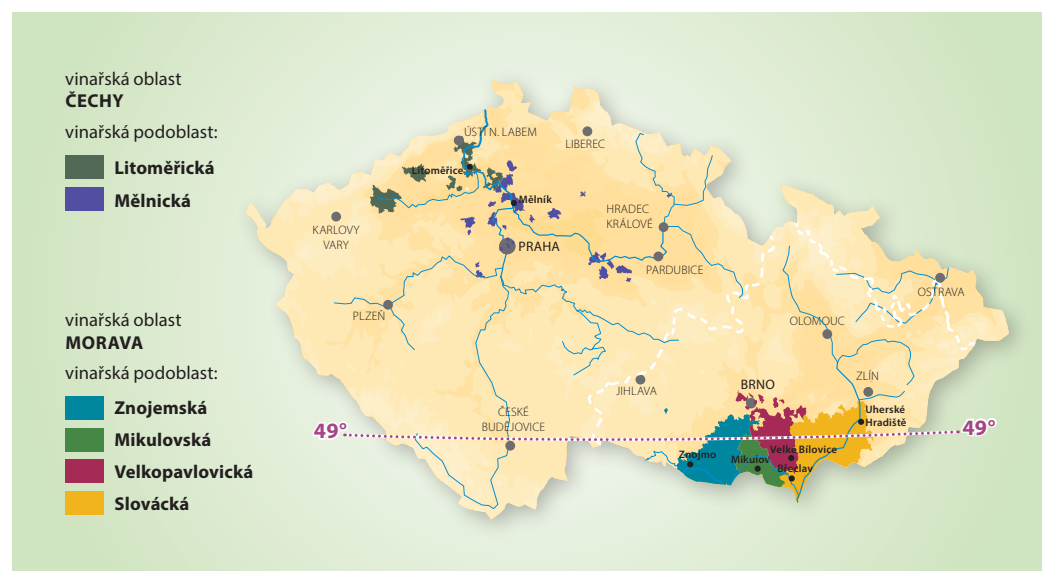 vinařská oblast
ČECHY
vinařská podoblast:
Litoměřická
Mělnická
vinařská oblast
MORAVA
vinařská podoblast:
Znojemská
Mikulovská
Velkopavlovická
Slovácká
ÚSTÍ N. LABEM
LIBEREC
Litoměřice
Mělník
KARLOVY
VARY
HRADEC
KRÁLOVÉ
PRAHA
PARDUBICE
OSTRAVA
PLZEŇ
OLOMOUC
JIHLAVA
BRNO
ZLÍN
ČESKÉ
BUDĚJOVICE
Uherské
Hradiště
49°
49°
Znojmo
Mikulov
Velké Bílovice
Břeclav